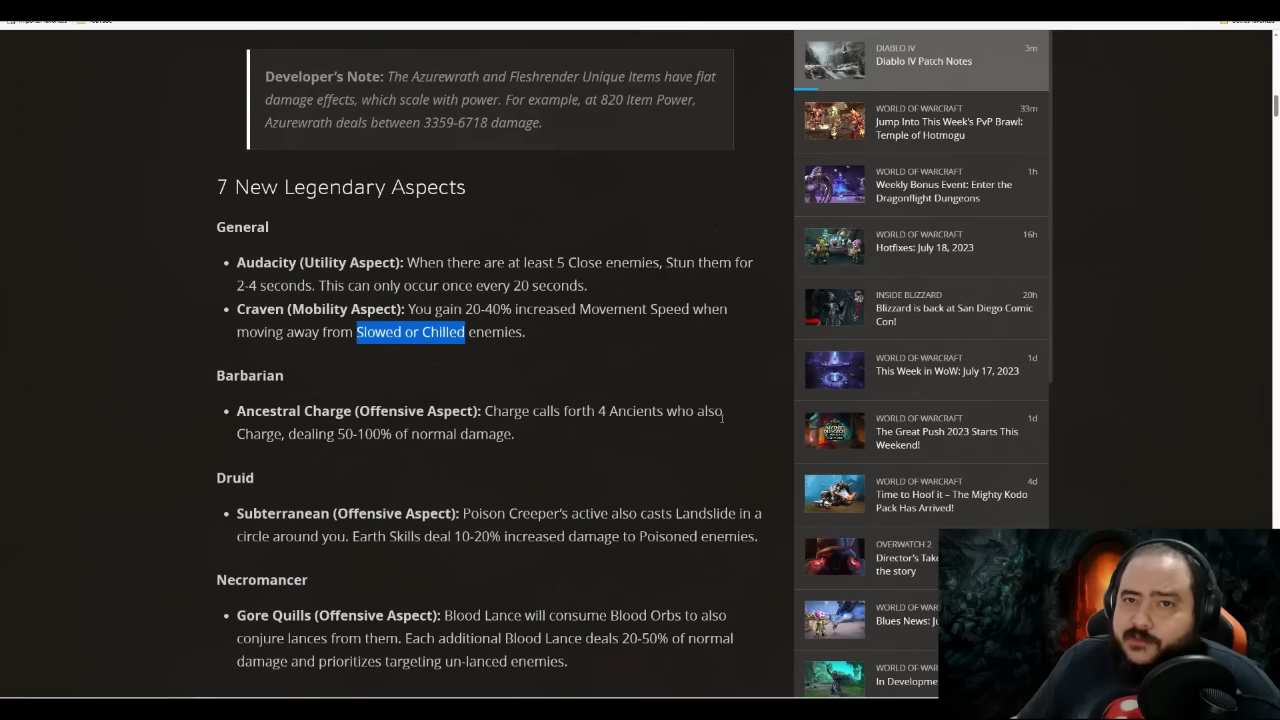 Developer's Note: The Azurewrath and Fleshrender Unique Items have flat
damage effects, which scale with power. For example, at 820 Item Power,
Azurewrath deals between 3359-6718 damage.
7 New Legendary Aspects
General
• Audacity (Utility Aspect): When there are at least 5 Close enemies, Stun them for
2-4 seconds. This can only occur once every 20 seconds.
• Craven (Mobility Aspect): You gain 20-40% increased Movement Speed when
moving away from Slowed or Chilled enemies.
Barbarian
• Ancestral Charge (Offensive Aspect): Charge calls forth 4 Ancients who also
Charge, dealing 50-100% of normal damage.
Druid
• Subterranean (Offensive Aspect): Poison Creeper's active also casts Landslide in a
circle around you. Earth Skills deal 10-20% increased damage to Poisoned enemies.
Necromancer
• Gore Quills (Offensive Aspect): Blood Lance will consume Blood Orbs to also
conjure lances from them. Each additional Blood Lance deals 20-50% of normal
damage and prioritizes targeting un-lanced enemies.
DIABLO IV 3m
Diablo IV Patch Notes
WORLD OF WARCRAFT 33m
Jump Into This Week's PvP Brawl:
Temple of Hotmogu
WORLD OF WARCRAFT 1h
Weekly Bonus Event: Enter the
Dragonflight Dungeons
WORLD OF WARCRAFT 16h
Hotfixes: July 18, 2023
INSIDE BLIZZARD 20h
Blizzard is back at San Diego Comic
Con!
WORLD OF WARCRAFT 1d
This Week in WoW: July 17, 2023
WORLD OF WARCRAFT 1d
The Great Push 2023 Starts This
Weekend!
WORLD OF WARCRAFT 4d
Time to Hoof it – The Mighty Kodo
Pack Has Arrived!
OVERWATCH 2
Director's Take
the story
WORLD OF WAR
Blues News: Ju
WORLD OF WAR
In Developme